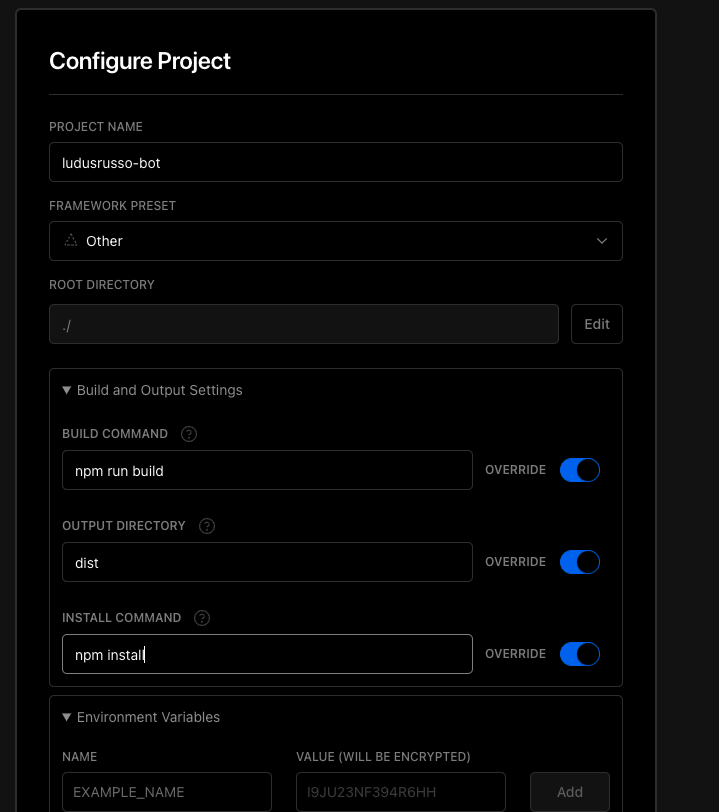 Configure Project
PROJECT NAME
ludusrusso-bot
FRAMEWORK PRESET
Other
ROOT DIRECTORY
./
Edit
▼ Build and Output Settings
BUILD COMMAND ?
npm run build
OVERRIDE
OUTPUT DIRECTORY ?
dist
OVERRIDE
INSTALL COMMAND ?
npm install
OVERRIDE
▼ Environment Variables
NAME
VALUE (WILL BE ENCRYPTED)
EXAMPLE_NAME
I9JU23NF394R6HH
Add